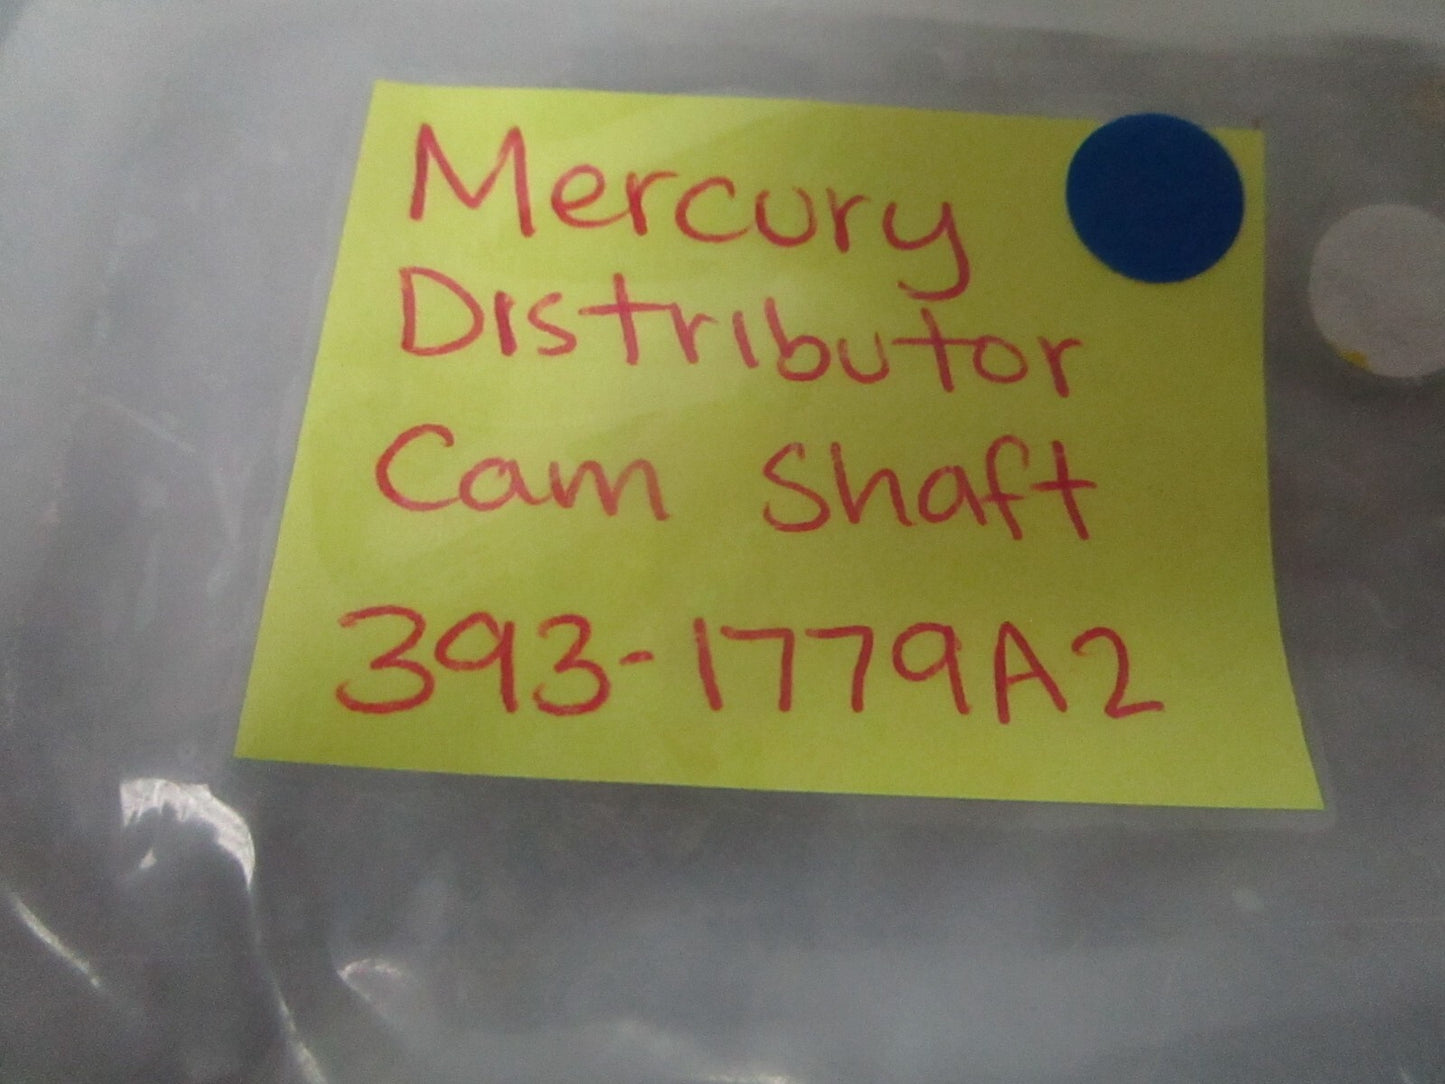 Mercury
Distributor
Cam Shaft
393-1779A2